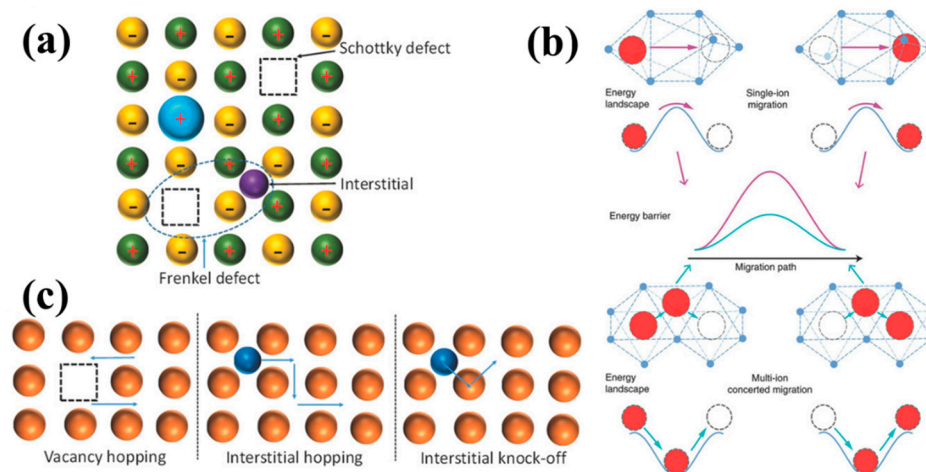 (a)
- + - + -
Schottky defect
+ - +  +
- + - + -
+ - + - +
Interstitial
-  - + -
+ - + - +
Frenkel defect
(b)
Energy
landscape
Single-ion
migration
Energy barrier
Migration path
Energy
landscape
Multi-ion
concerted migration
(c)
Vacancy hopping
Interstitial hopping
Interstitial knock-off